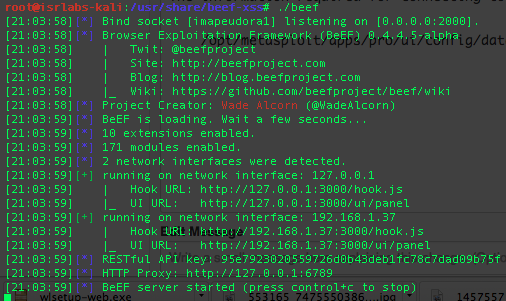 root@isrlabs-kali:/usr/share/beef-xss# ./beef
[21:03:58][*] Bind socket [imapeudora1] listening on [0.0.0.0:2000].
[21:03:58][*] Browser Exploitation Framework (BeEF) 0.4.4.5-alpha
[21:03:58]    |   Twit: @beefproject
[21:03:58]    |   Site: http://beefproject.com
[21:03:58]    |   Blog: http://blog.beefproject.com
[21:03:58]    |_  Wiki: https://github.com/beefproject/beef/wiki
[21:03:58][*] Project Creator: Wade Alcorn (@WadeAlcorn)
[21:03:59][*] BeEF is loading. Wait a few seconds...
[21:03:59][*] 10 extensions enabled.
[21:03:59][*] 171 modules enabled.
[21:03:59][*] 2 network interfaces were detected.
[21:03:59][+] running on network interface: 127.0.0.1
[21:03:59]    |   Hook URL: http://127.0.0.1:3000/hook.js
[21:03:59]    |_  UI URL:   http://127.0.0.1:3000/ui/panel
[21:03:59][+] running on network interface: 192.168.1.37
[21:03:59]    |   Hook URL: http://192.168.1.37:3000/hook.js
[21:03:59]    |_  UI URL:   http://192.168.1.37:3000/ui/panel
[21:03:59][*] RESTful API key: 95e7923020559726d0b43deb1fc78c7dad09b75f
[21:03:59][*] HTTP Proxy: http://127.0.0.1:6789
[21:03:59][*] BeEF server started (press control+c to stop)
wisetup-web.exe